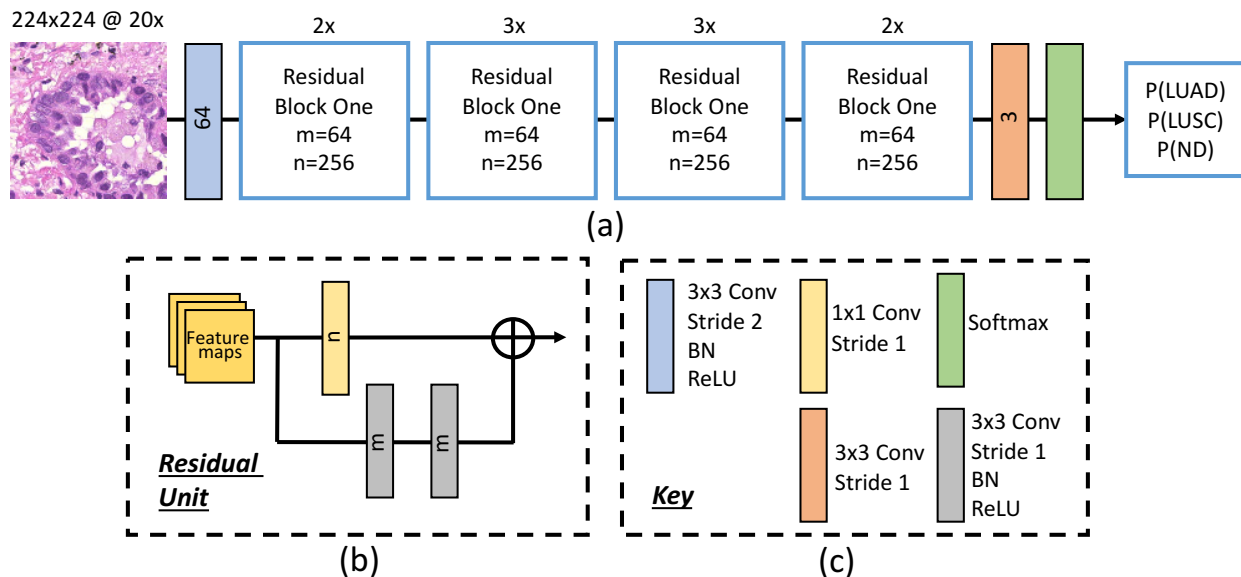 224x224 @ 20x
2x
3x
3x
2x
64
Residual
Block One
m=64
n=256
Residual
Block One
m=64
n=256
Residual
Block One
m=64
n=256
Residual
Block One
m=64
n=256
3
P(LUAD)
P(LUSC)
P(ND)
(a)
Feature
maps
n
m
m
Residual
Unit
(b)
3x3 Conv
Stride 2
BN
ReLU
1x1 Conv
Stride 1
Softmax
3x3 Conv
Stride 1
3x3 Conv
Stride 1
BN
ReLU
Key
(c)